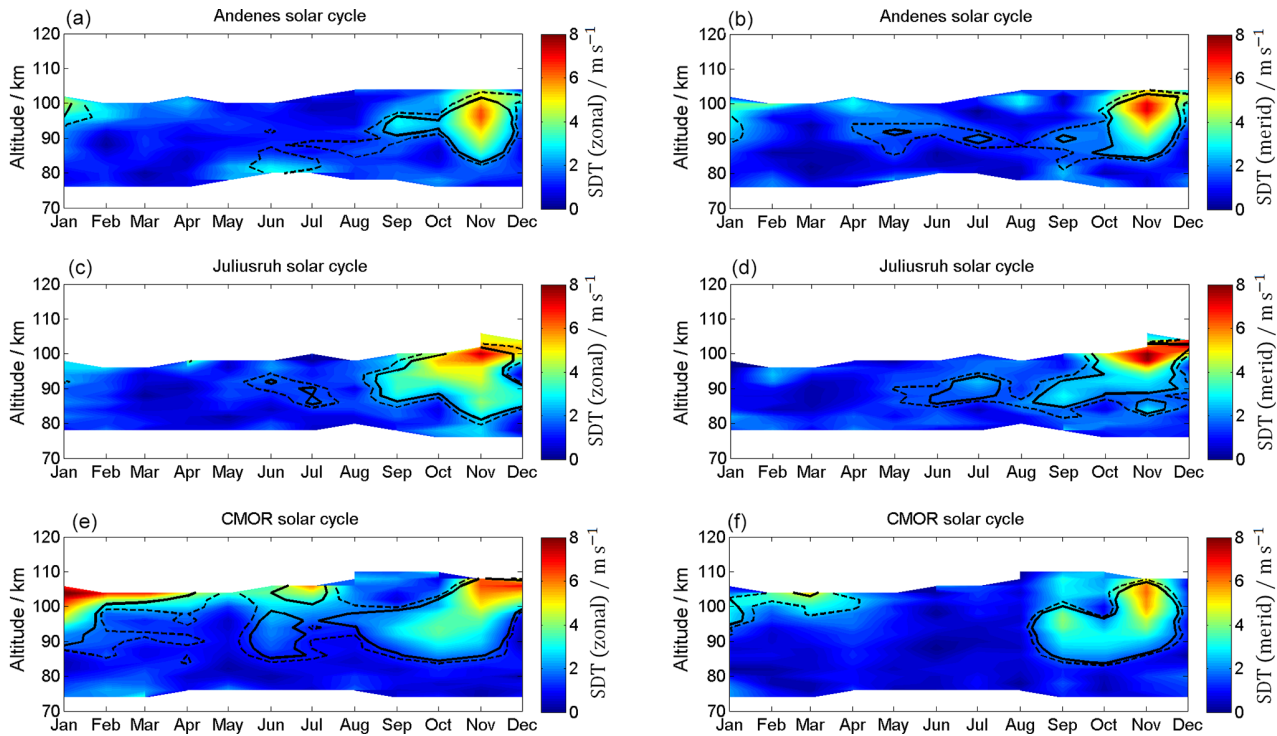 (a) Andenes solar cycle
120
110
100
90
80
70
Altitude / km
Jan Feb Mar Apr May Jun Jul Aug Sep Oct Nov Dec
8
6
4
2
0
SDT (zonal) / m s⁻¹
(b) Andenes solar cycle
120
110
100
90
80
70
Altitude / km
Jan Feb Mar Apr May Jun Jul Aug Sep Oct Nov Dec
8
6
4
2
0
SDT (merid) / m s⁻¹
(c) Juliusruh solar cycle
120
110
100
90
80
70
Altitude / km
Jan Feb Mar Apr May Jun Jul Aug Sep Oct Nov Dec
8
6
4
2
0
SDT (zonal) / m s⁻¹
(d) Juliusruh solar cycle
120
110
100
90
80
70
Altitude / km
Jan Feb Mar Apr May Jun Jul Aug Sep Oct Nov Dec
8
6
4
2
0
SDT (merid) / m s⁻¹
(e) CMOR solar cycle
120
110
100
90
80
70
Altitude / km
Jan Feb Mar Apr May Jun Jul Aug Sep Oct Nov Dec
8
6
4
2
0
SDT (zonal) / m s⁻¹
(f) CMOR solar cycle
120
110
100
90
80
70
Altitude / km
Jan Feb Mar Apr May Jun Jul Aug Sep Oct Nov Dec
8
6
4
2
0
SDT (merid) / m s⁻¹